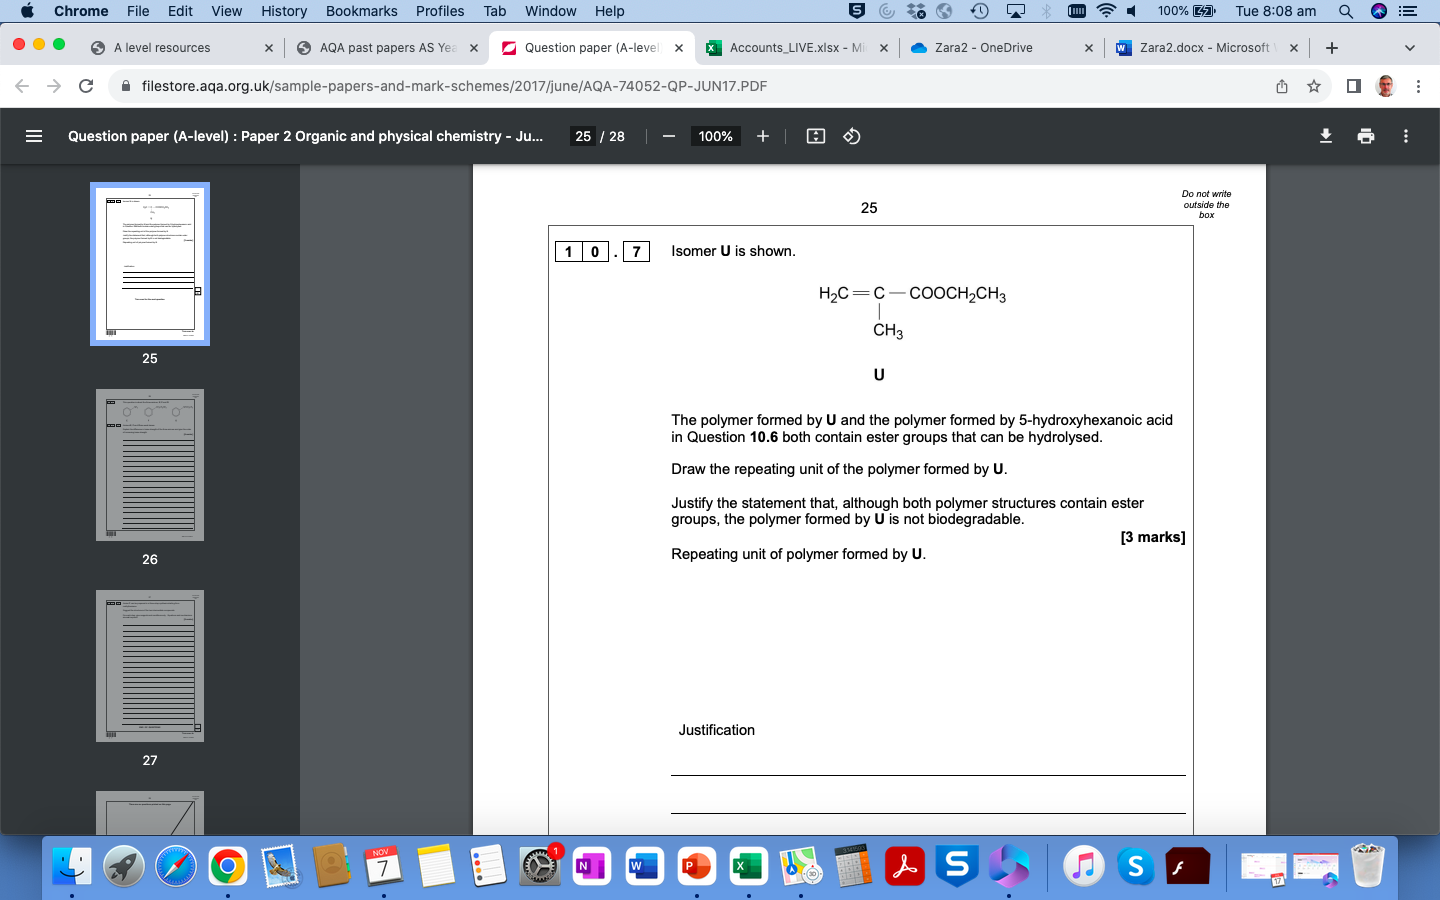 Chrome File Edit View History Bookmarks Profiles Tab Window Help 100% Tue 8:08 am
A level resources
AQA past papers AS Yea
Question paper (A-level
Accounts_LIVE.xlsx - Mi
Zara2 - OneDrive
Zara2.docx - Microsoft
filestore.aqa.org.uk/sample-papers-and-mark-schemes/2017/june/AQA-74052-QP-JUN17.PDF
Question paper (A-level) : Paper 2 Organic and physical chemistry - Ju... 25 / 28 100%
25
26
27
Do not write
outside the
box
25
1 0 . 7 Isomer U is shown.
H₂C=C—COOCH₂CH₃
CH₃
U
The polymer formed by U and the polymer formed by 5-hydroxyhexanoic acid
in Question 10.6 both contain ester groups that can be hydrolysed.
Draw the repeating unit of the polymer formed by U.
Justify the statement that, although both polymer structures contain ester
groups, the polymer formed by U is not biodegradable.
[3 marks]
Repeating unit of polymer formed by U.
Justification
NOV
7
1
N
W
P
X
3D
S
S
17